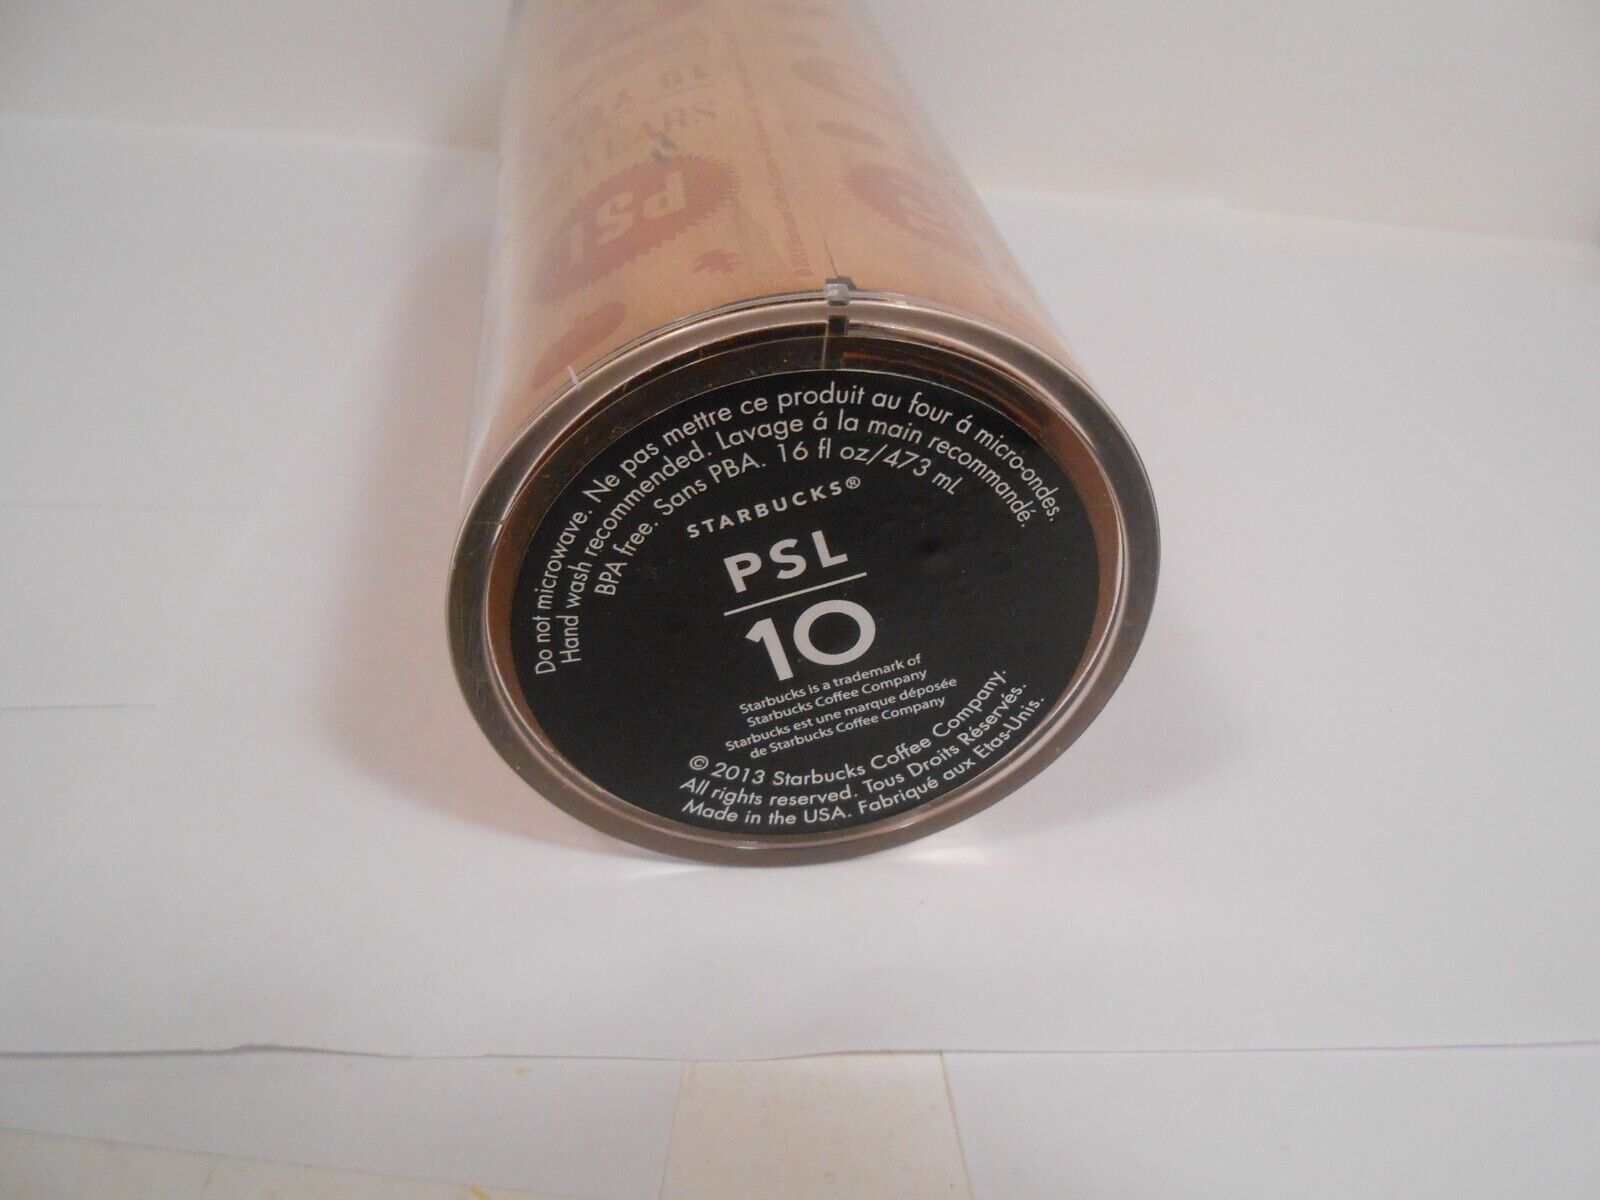 10
YEARS
PSL
Do not microwave. Ne pas mettre ce produit au four á micro-ondes.
Hand wash recommended. Lavage á la main recommandé.
BPA free. Sans PBA. 16 fl oz/473 mL
STARBUCKS®
PSL
10
Starbucks is a trademark of
Starbucks Coffee Company
Starbucks est une marque déposée
de Starbucks Coffee Company
© 2013 Starbucks Coffee Company.
All rights reserved. Tous Droits Réservés.
Made in the USA. Fabriqué aux Etas-Unis.